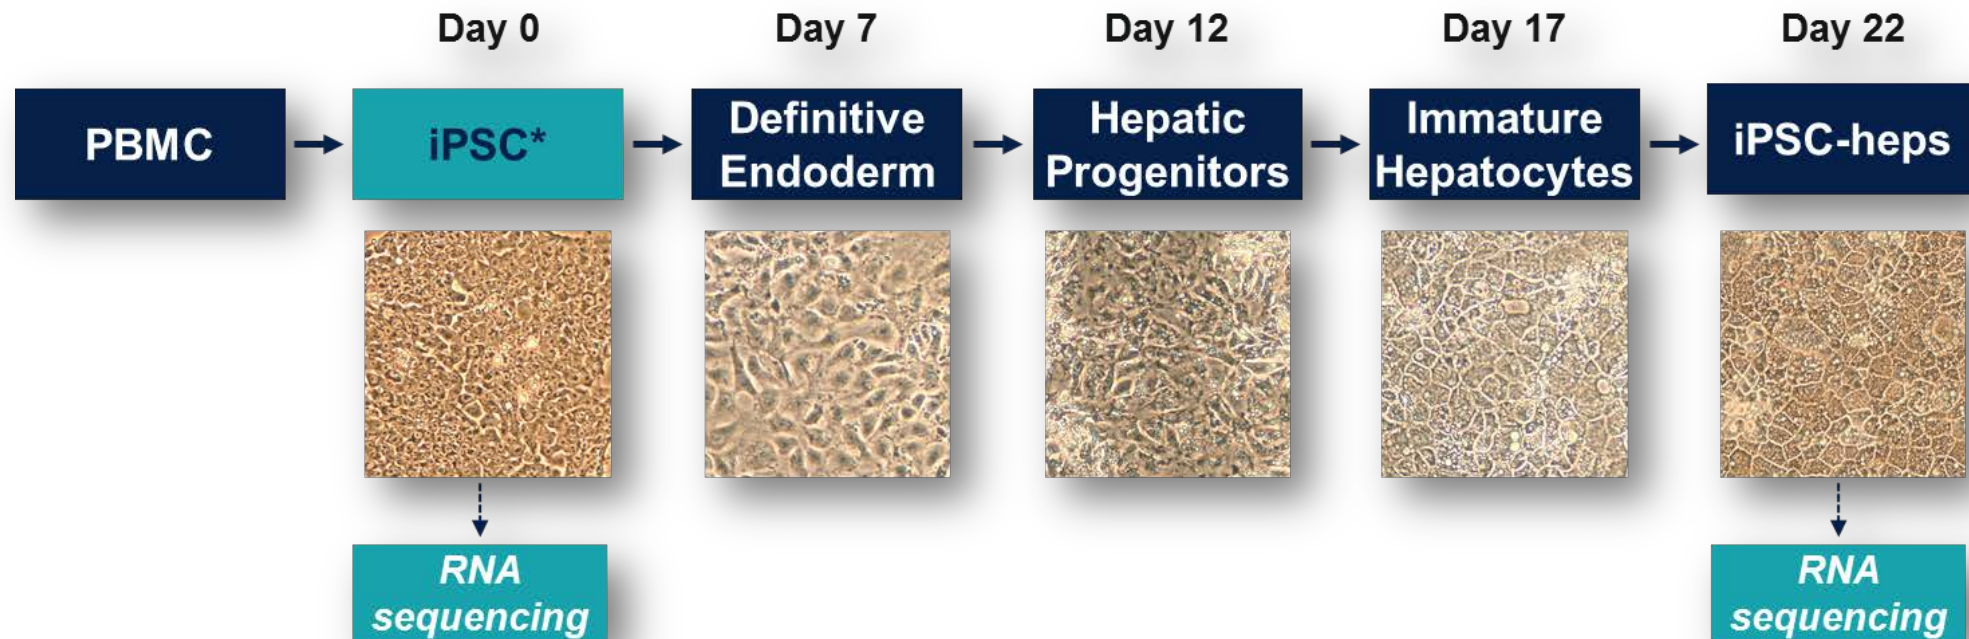 Day 0
Day 7
Day 12
Day 17
Day 22
PBMC
iPSC*
Definitive
Endoderm
Hepatic
Progenitors
Immature
Hepatocytes
iPSC-heps
RNA
sequencing
RNA
sequencing